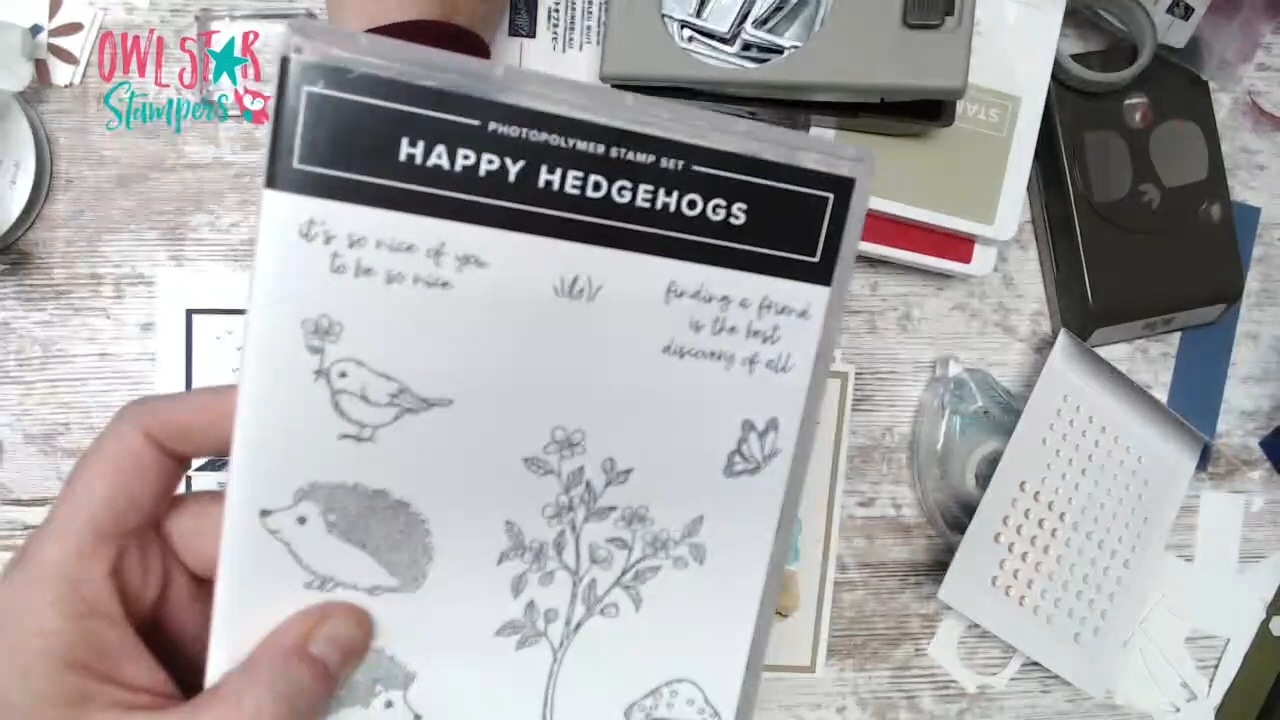 OWL STAR
Stampers
PHOTOPOLYMER STAMP SET
HAPPY HEDGEHOGS
it's so nice of you
to be so nice
finding a friend
is the best
discovery of all
STAM